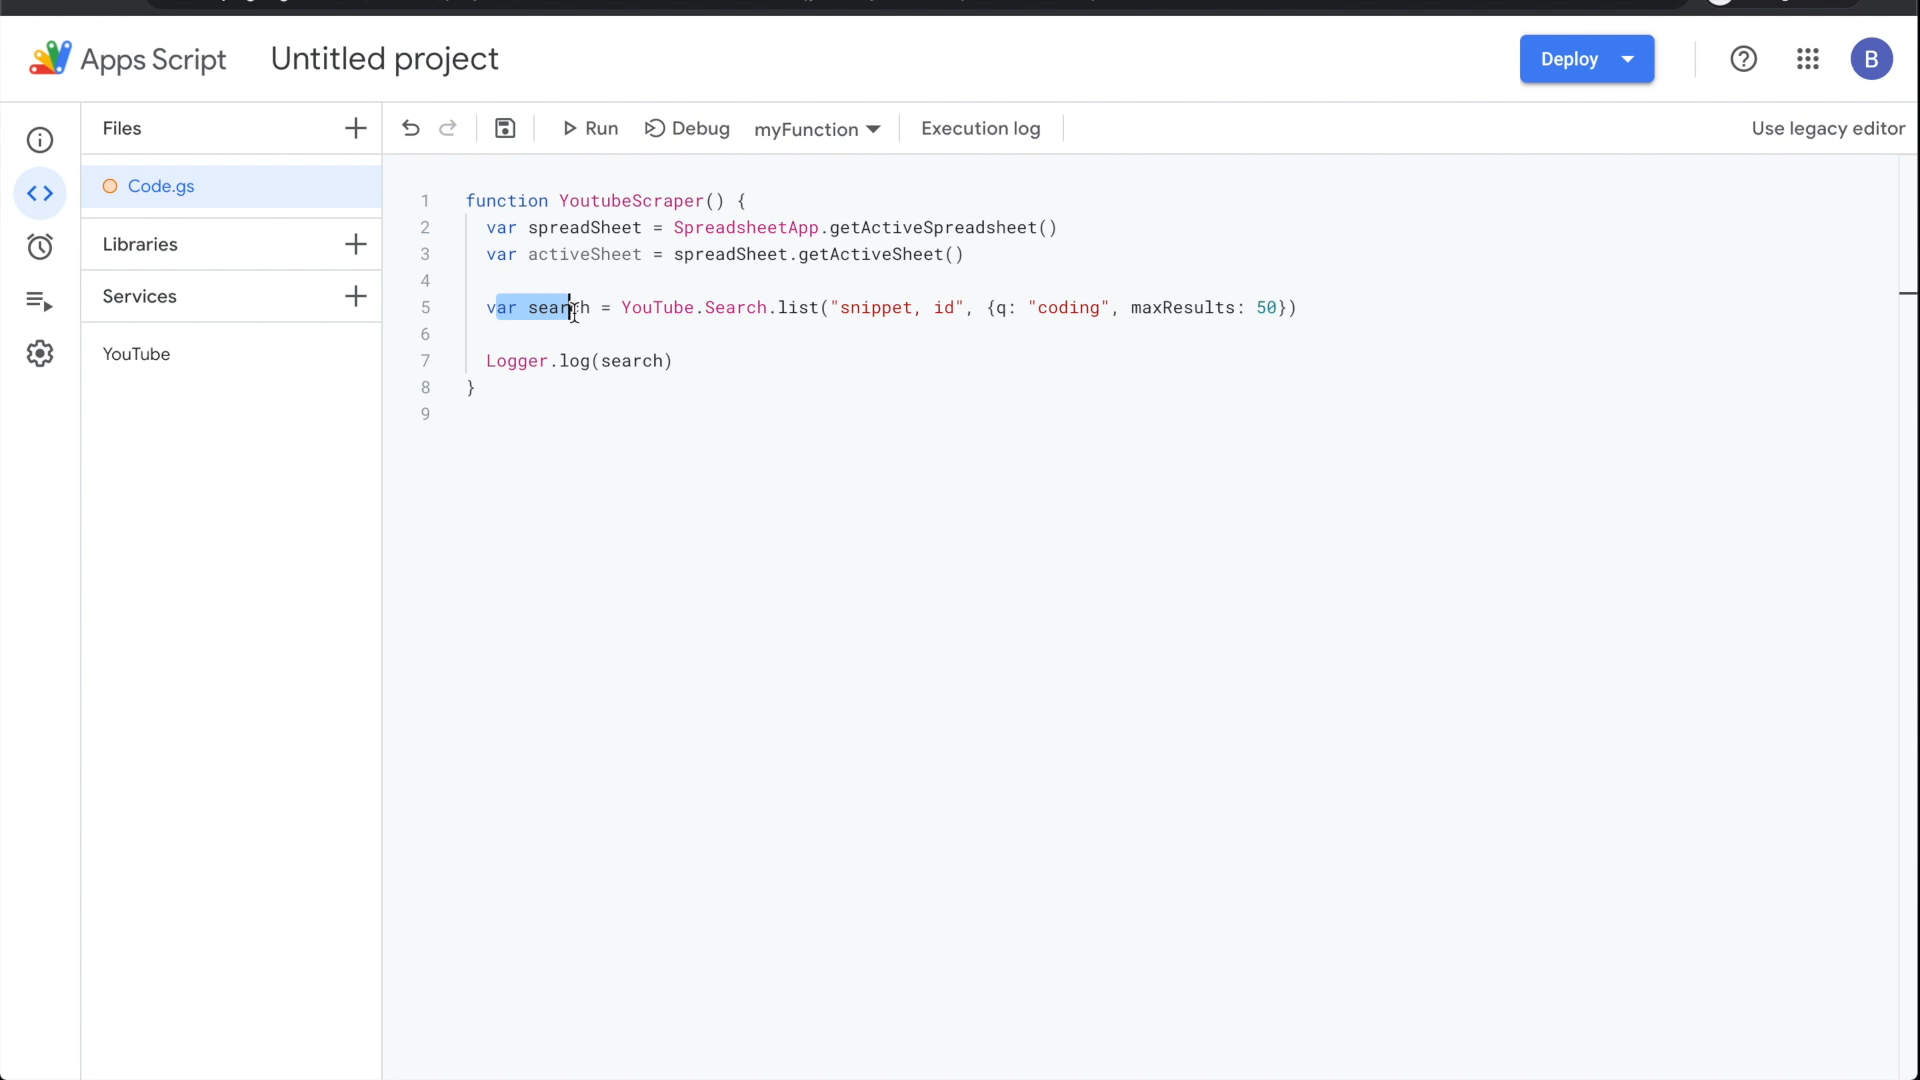 Apps Script Untitled project Deploy B
Files Run Debug myFunction Execution log Use legacy editor
Code.gs
Libraries
Services
YouTube
1 function YoutubeScraper() {
2 var spreadSheet = SpreadsheetApp.getActiveSpreadsheet()
3 var activeSheet = spreadSheet.getActiveSheet()
4
5 var search = YouTube.Search.list("snippet, id", {q: "coding", maxResults: 50})
6
7 Logger.log(search)
8 }
9